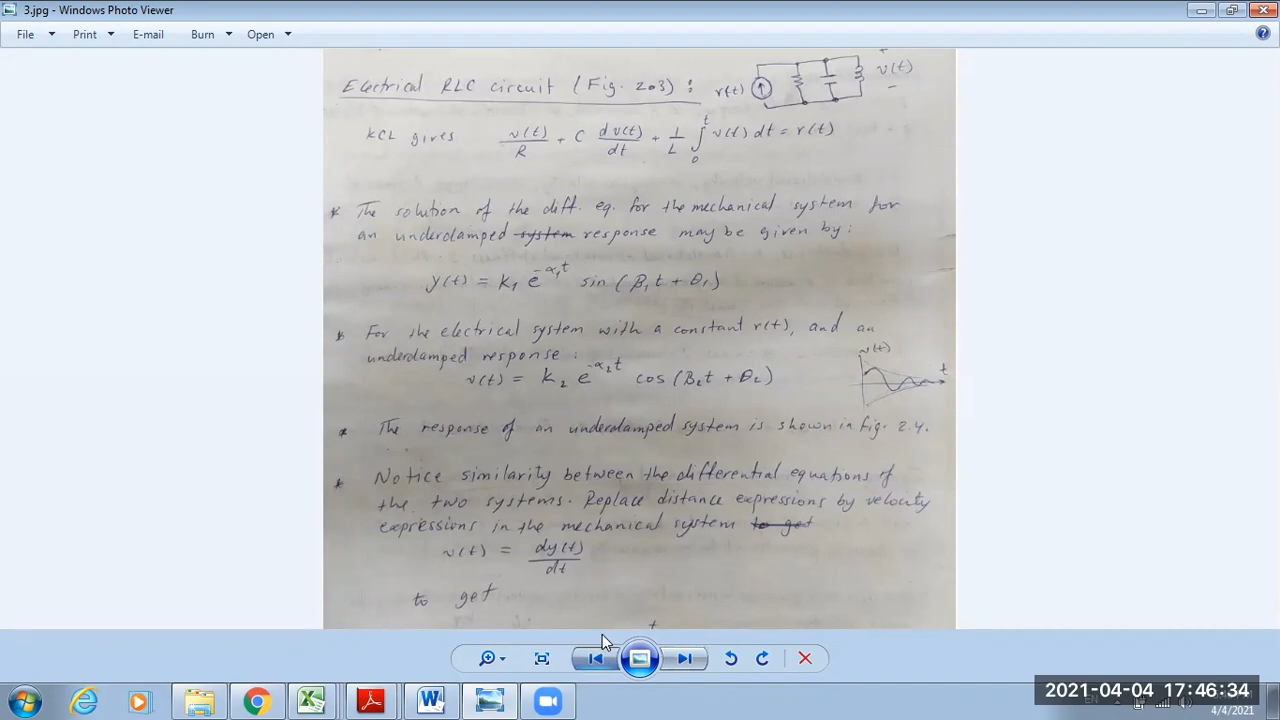 3.jpg - Windows Photo Viewer
File Print E-mail Burn Open
Electrical RLC circuit (Fig. 2.3) :
r(t) v(t)
+
−
KCL gives v(t)/R + C dv(t)/dt + 1/L ∫₀ᵗ v(t) dt = r(t)
* The solution of the diff. eq. for the mechanical system for
an underdamped system response may be given by :
y(t) = K₁ e^(-α₁t) sin (β₁t + θ₁)
* For the electrical system with a constant r(t), and an
underdamped response :
v(t) = K₂ e^(-α₂t) cos (β₂t + θ₂)
v(t)
t
* The response of an underdamped system is shown in fig. 2.4.
* Notice similarity between the differential equations of
the two systems. Replace distance expressions by velocity
expressions in the mechanical system to get
v(t) = dy(t)/dt
to get
t
2021-04-04 17:46:34
EN
4/4/2021